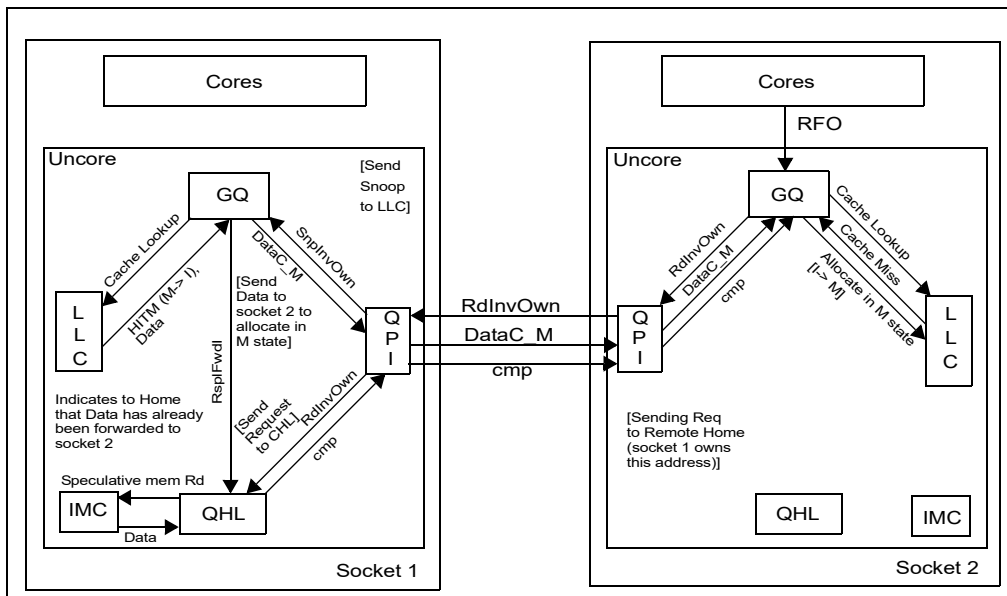 Cores
Uncore
GQ
[Send
Snoop
to LLC]
Cache Lookup
HITM (M-> I),
Data
SnpInvOwn
DataC_M
[Send
Data to
socket 2 to
allocate in
M state]
L
L
C
Q
P
I
RspIFwdI
Indicates to Home
that Data has already
been forwarded to
socket 2
[Send
Request
to CHL]
RdInvOwn
cmp
Speculative mem Rd
IMC
Data
QHL
Socket 1
RdInvOwn
DataC_M
cmp
Cores
RFO
Uncore
GQ
RdInvOwn
DataC_M
cmp
Cache Lookup
Cache Miss
Allocate in M state
[I-> M]
Q
P
I
L
L
C
[Sending Req
to Remote Home
(socket 1 owns
this address)]
QHL
IMC
Socket 2